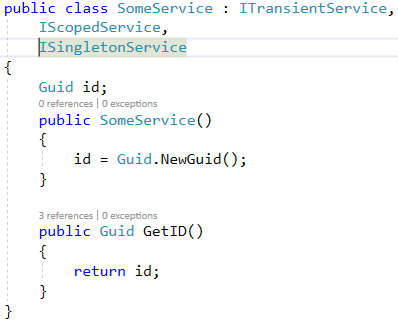 public class SomeService : ITransientService,
IScopedService,
ISingletonService
{
Guid id;
0 references | 0 exceptions
public SomeService()
{
id = Guid.NewGuid();
}
3 references | 0 exceptions
public Guid GetID()
{
return id;
}
}